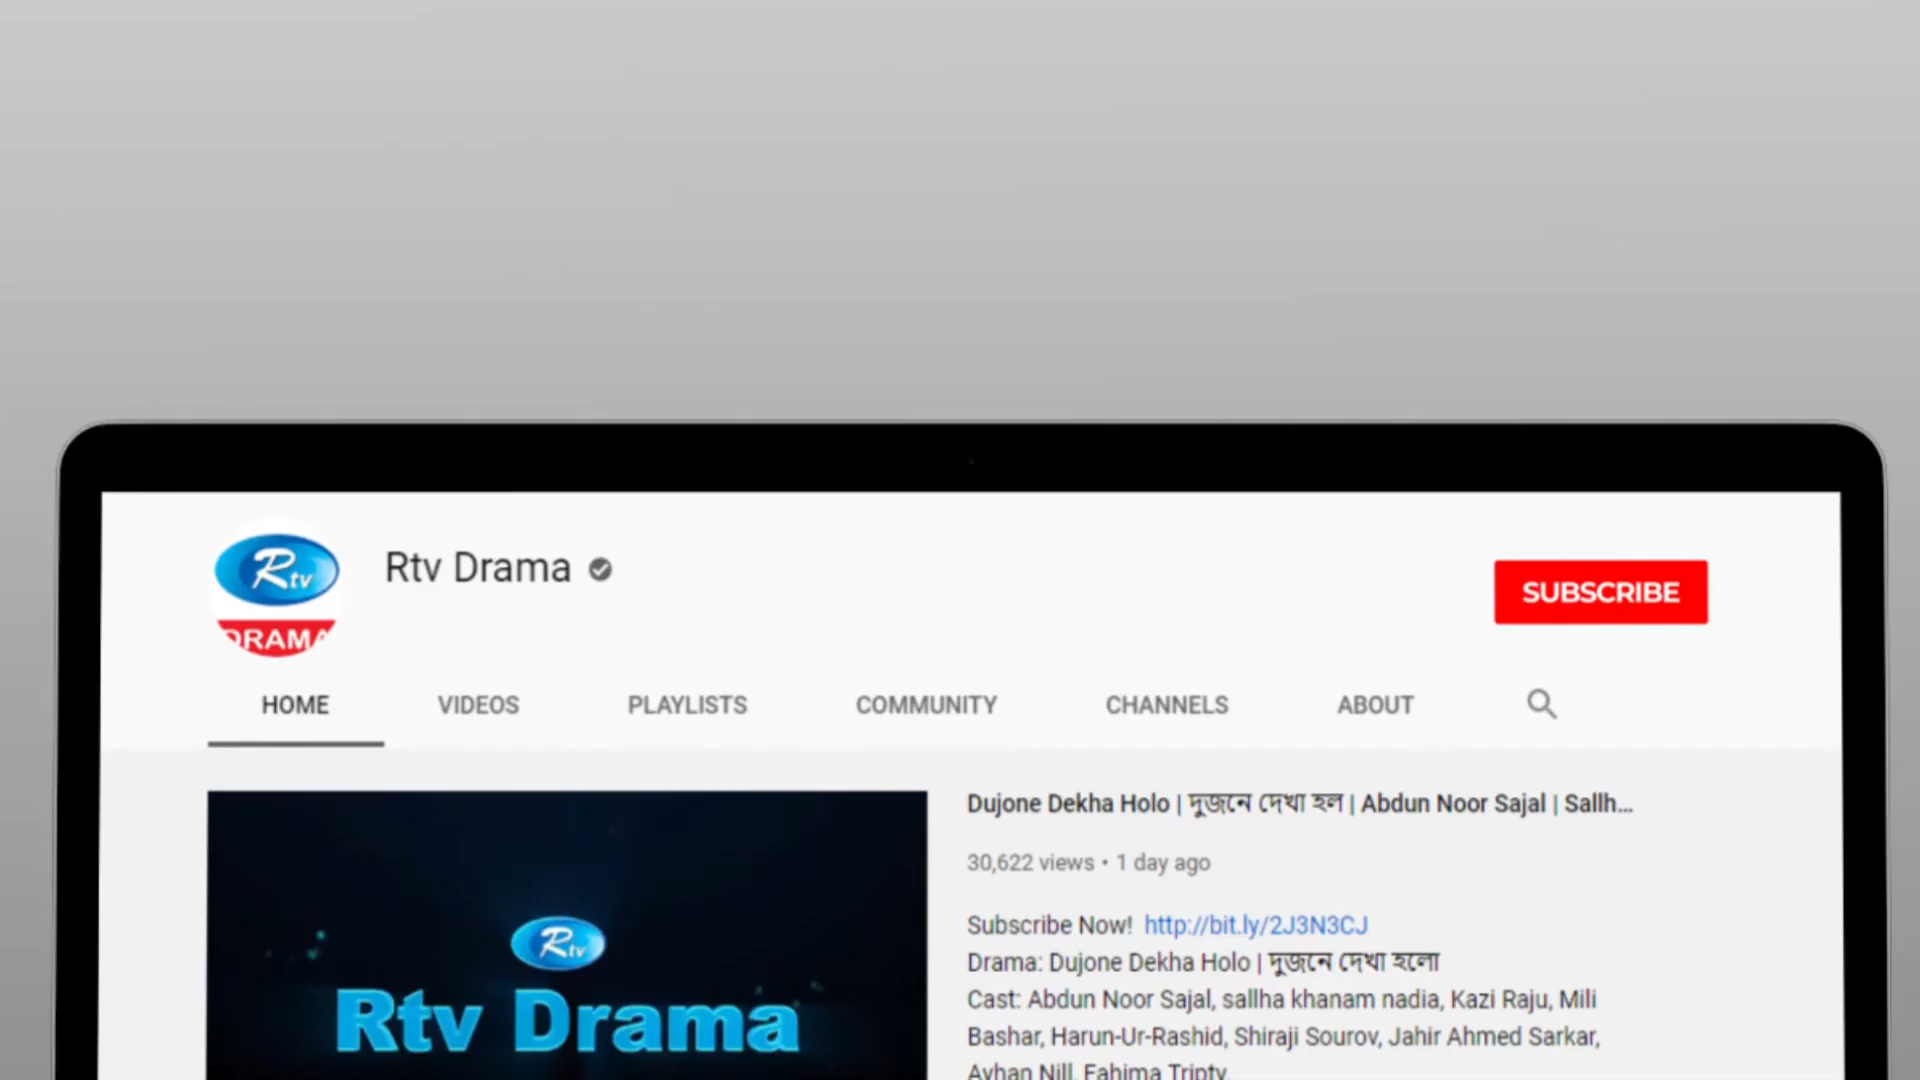 Rtv
DRAMA
Rtv Drama
SUBSCRIBE
HOME VIDEOS PLAYLISTS COMMUNITY CHANNELS ABOUT
Rtv
Rtv Drama
Dujone Dekha Holo | দুজনে দেখা হল | Abdun Noor Sajal | Sallh...
30,622 views • 1 day ago
Subscribe Now! http://bit.ly/2J3N3CJ
Drama: Dujone Dekha Holo | দুজনে দেখা হলো
Cast: Abdun Noor Sajal, sallha khanam nadia, Kazi Raju, Mili
Bashar, Harun-Ur-Rashid, Shiraji Sourov, Jahir Ahmed Sarkar,
Ayhan Nill, Fahima Tripty,